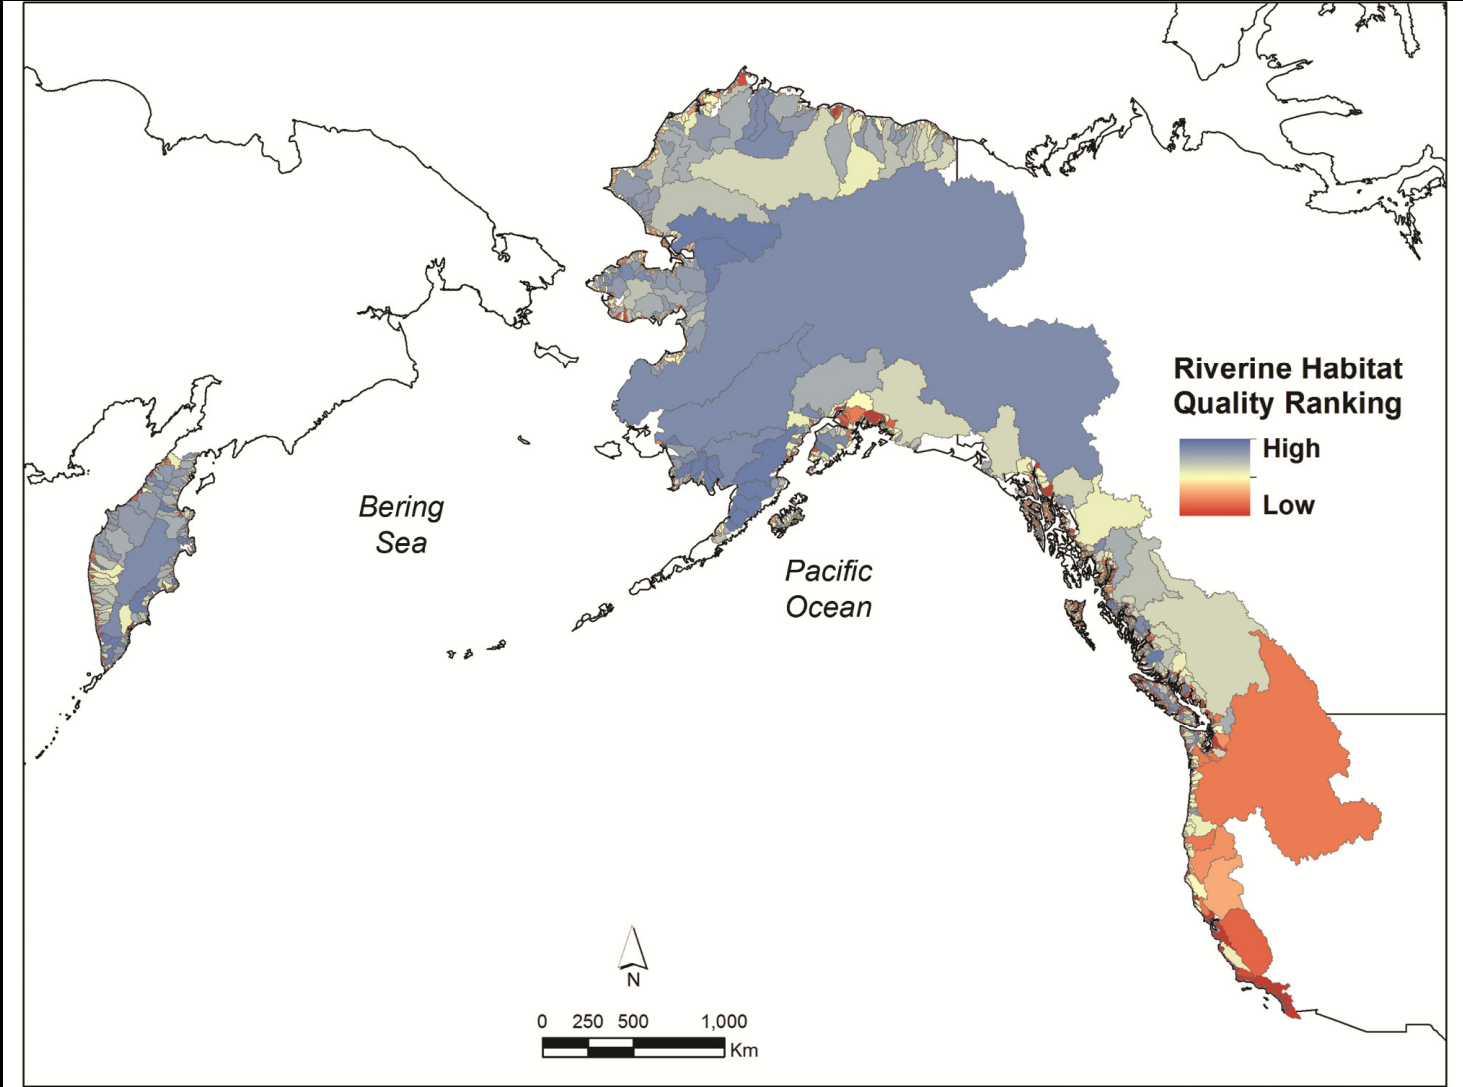 Riverine Habitat
Quality Ranking
High
Low
Bering
Sea
Pacific
Ocean
N
0 250 500 1,000
Km